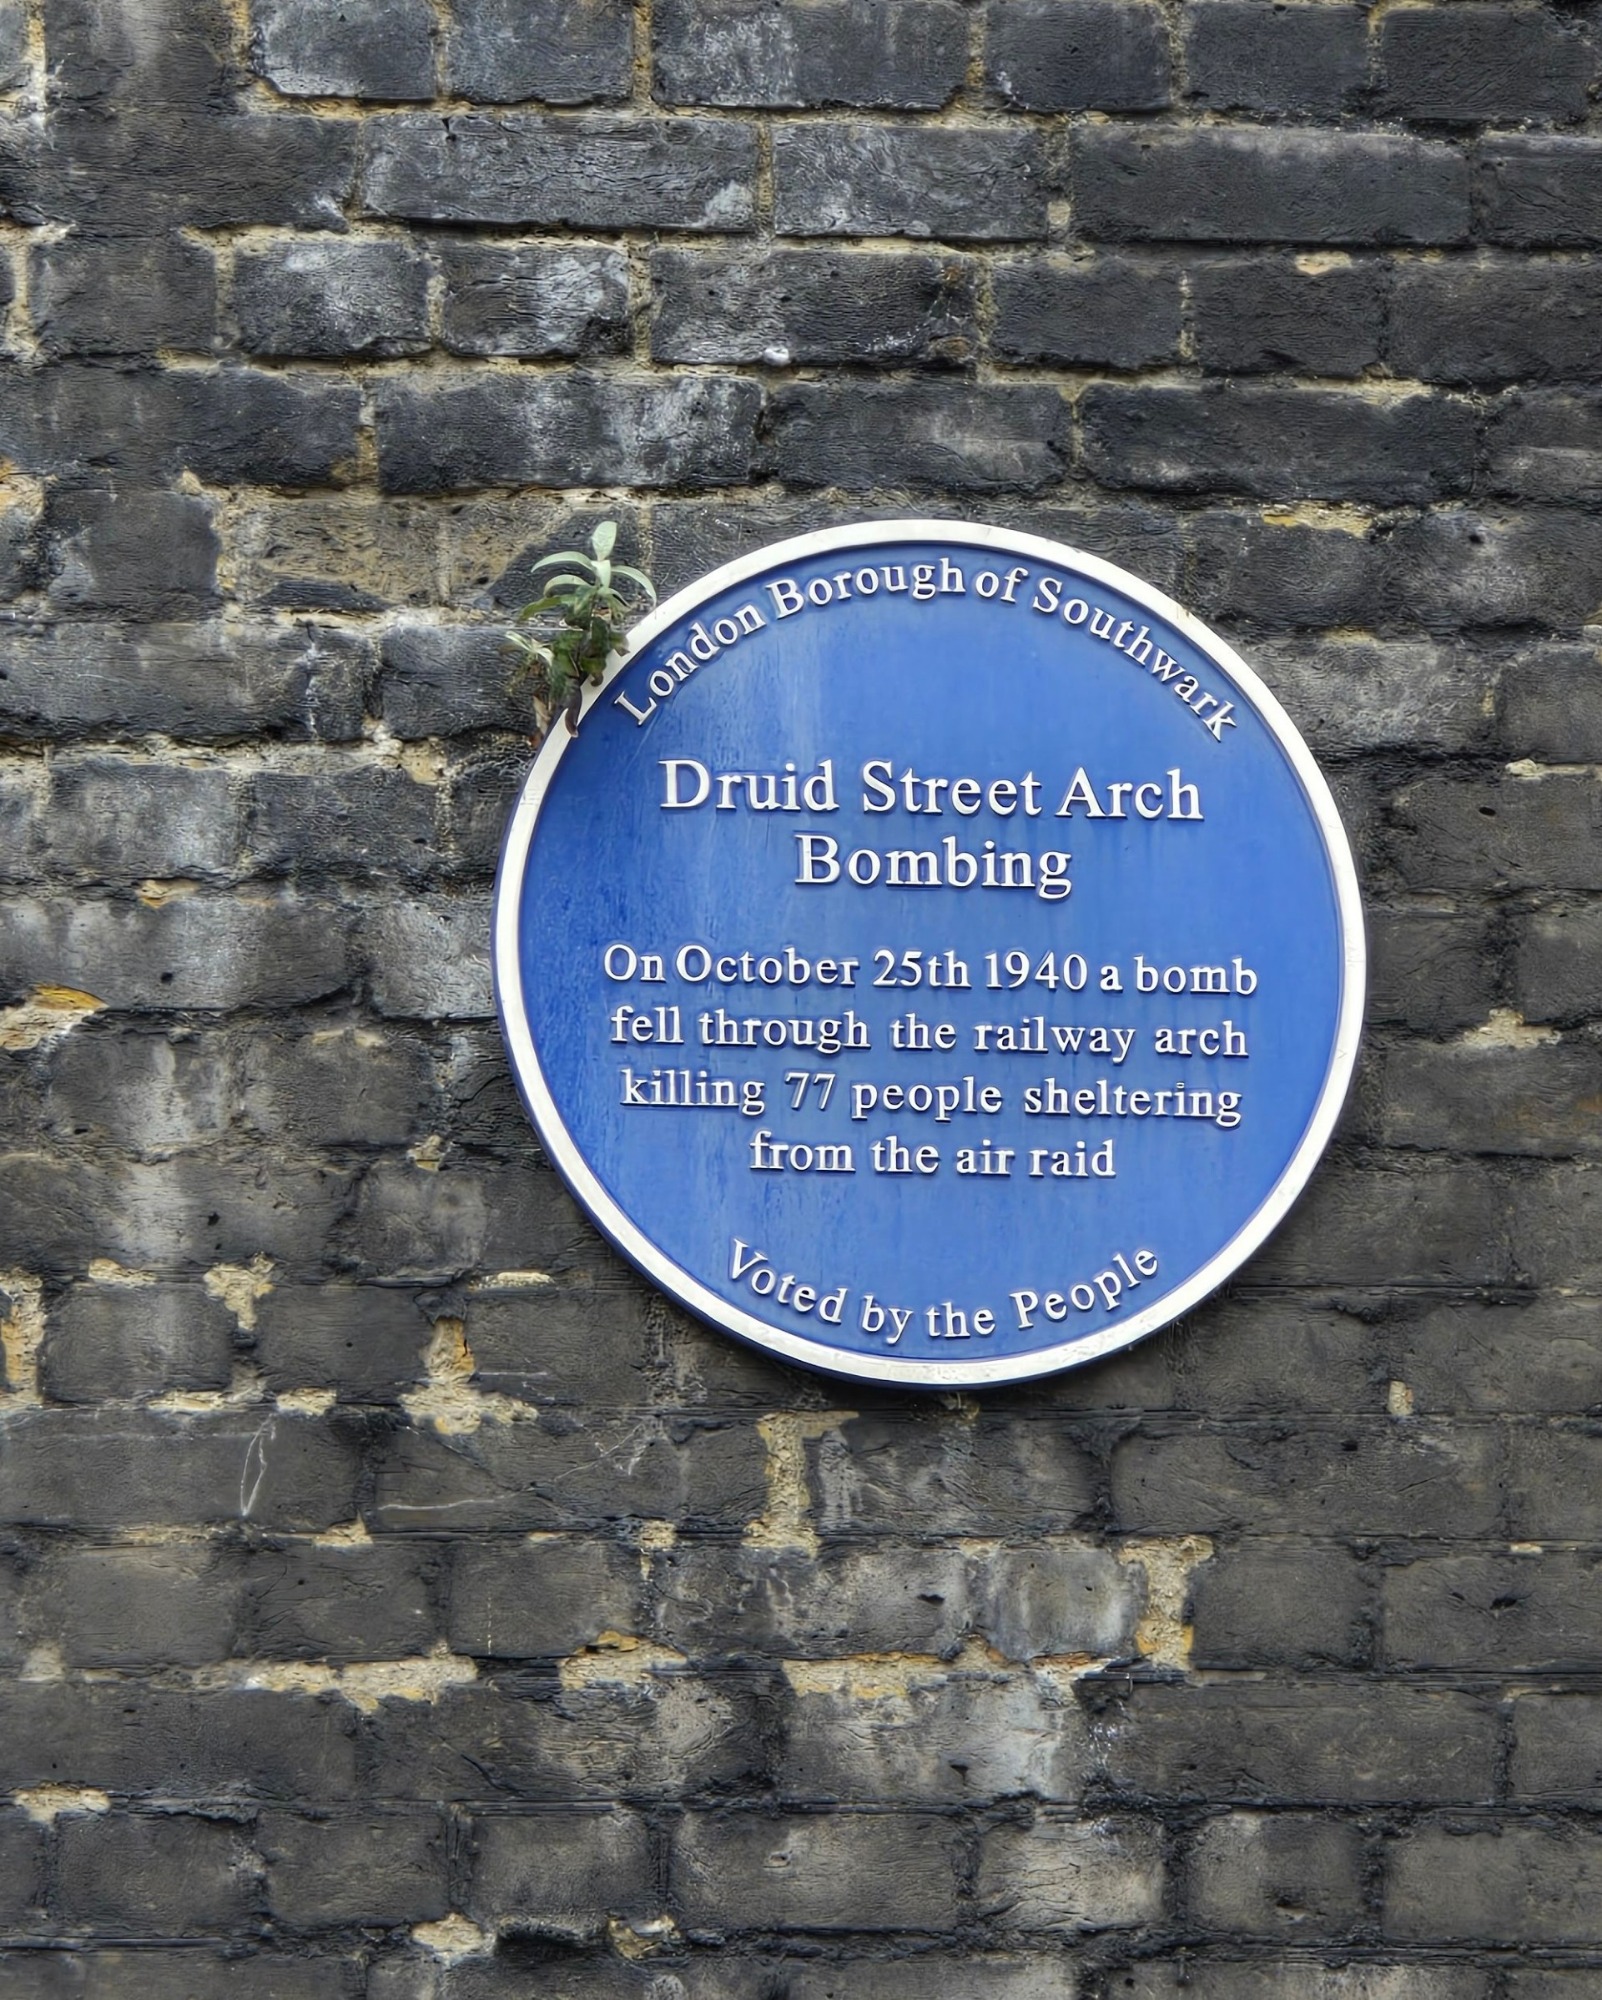 London Borough of Southwark
Druid Street Arch
Bombing
On October 25th 1940 a bomb
fell through the railway arch
killing 77 people sheltering
from the air raid
Voted by the People